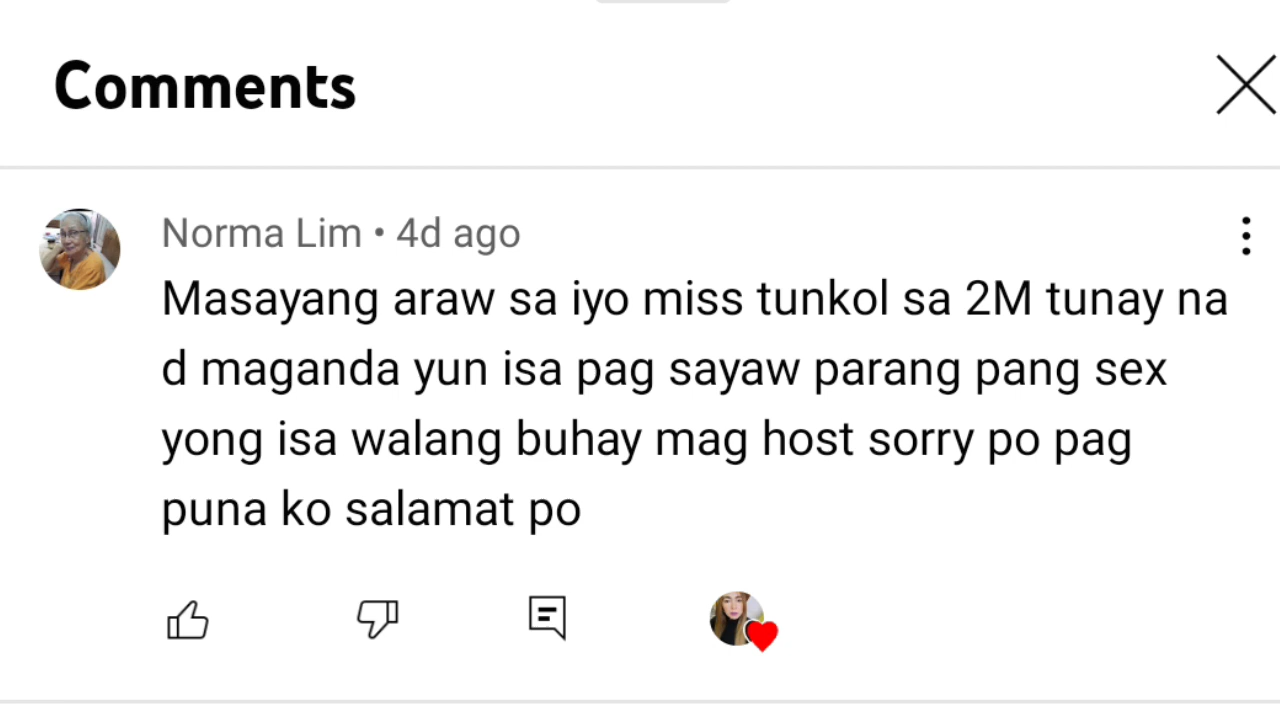 Comments
Norma Lim • 4d ago
Masayang araw sa iyo miss tunkol sa 2M tunay na
d maganda yun isa pag sayaw parang pang sex
yong isa walang buhay mag host sorry po pag
puna ko salamat po